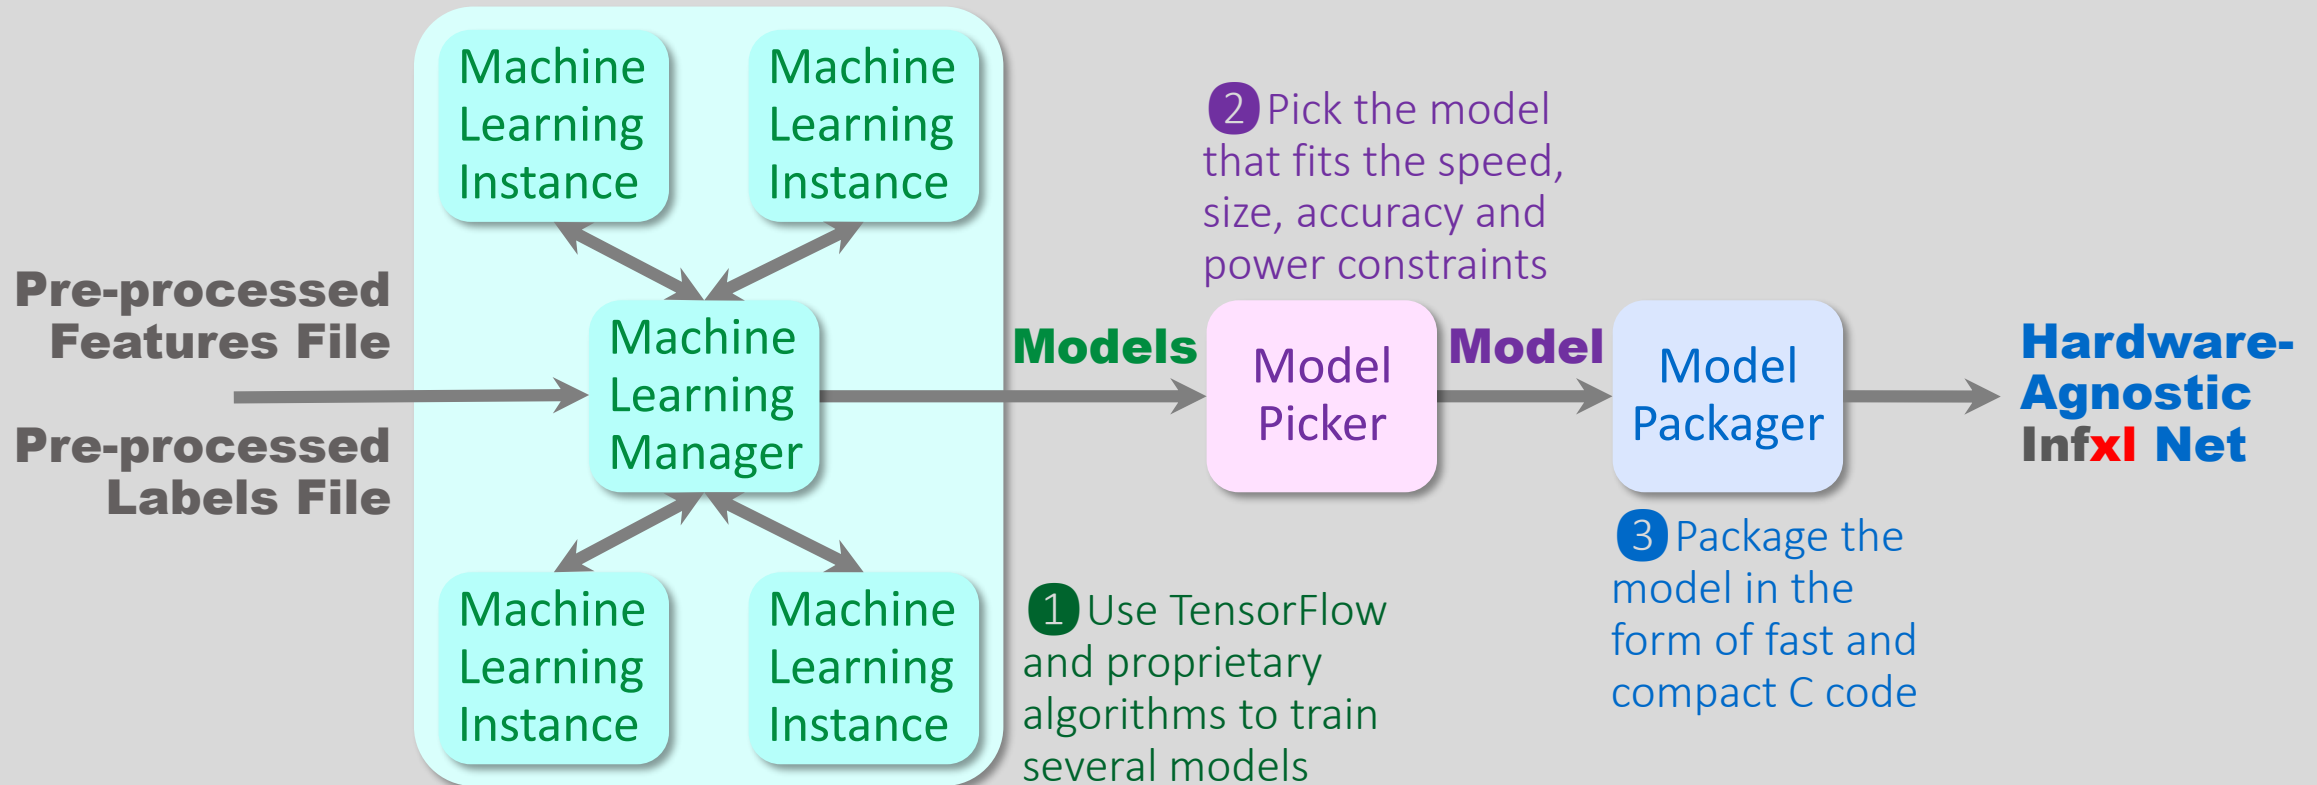 Machine
Learning
Instance
Machine
Learning
Instance
❷ Pick the model
that fits the speed,
size, accuracy and
power constraints
Pre-processed
Features File
Pre-processed
Labels File
Machine
Learning
Manager
Models
Model
Picker
Model
Model
Packager
Hardware-
Agnostic
Infxl Net
Machine
Learning
Instance
Machine
Learning
Instance
❶ Use TensorFlow
and proprietary
algorithms to train
several models
❸ Package the
model in the
form of fast and
compact C code